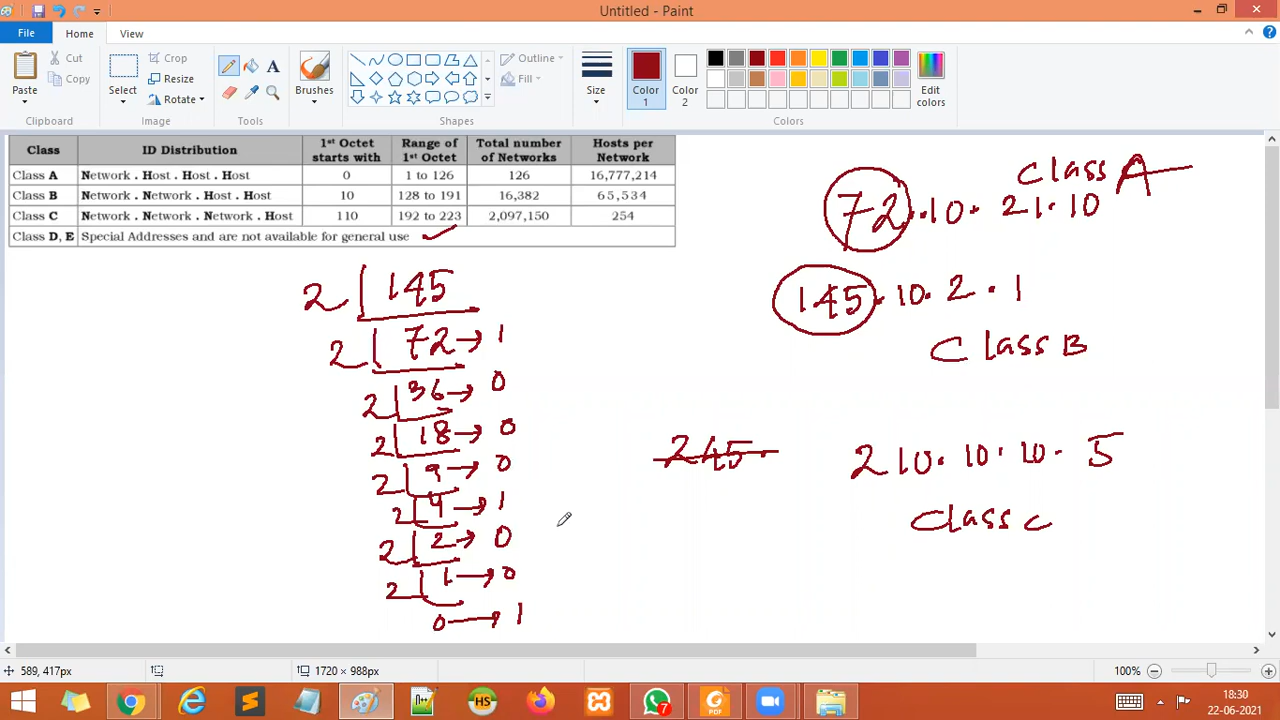 Untitled - Paint
File Home View
Paste
Cut
Copy
Clipboard
Select
Crop
Resize
Rotate
Image
A
Tools
Brushes
Shapes
Outline
Fill
Size
Color 1
Color 2
Edit colors
Colors
Class ID Distribution 1st Octet starts with Range of 1st Octet Total number of Networks Hosts per Network
Class A Network . Host . Host . Host 0 1 to 126 126 16,777,214
Class B Network . Network . Host . Host 10 128 to 191 16,382 65,534
Class C Network . Network . Network . Host 110 192 to 223 2,097,150 254
Class D, E Special Addresses and are not available for general use
2 145
2 72 → 1
2 36 → 0
2 18 → 0
2 9 → 0
2 4 → 1
2 2 → 0
2 1 → 0
0 → 1
class A
72.10.21.10
145.10.2.1
Class B
245.
210.10.10.5
Class C
589, 417px
1720 × 988px
100%
HS
7
PDF
18:30
22-06-2021